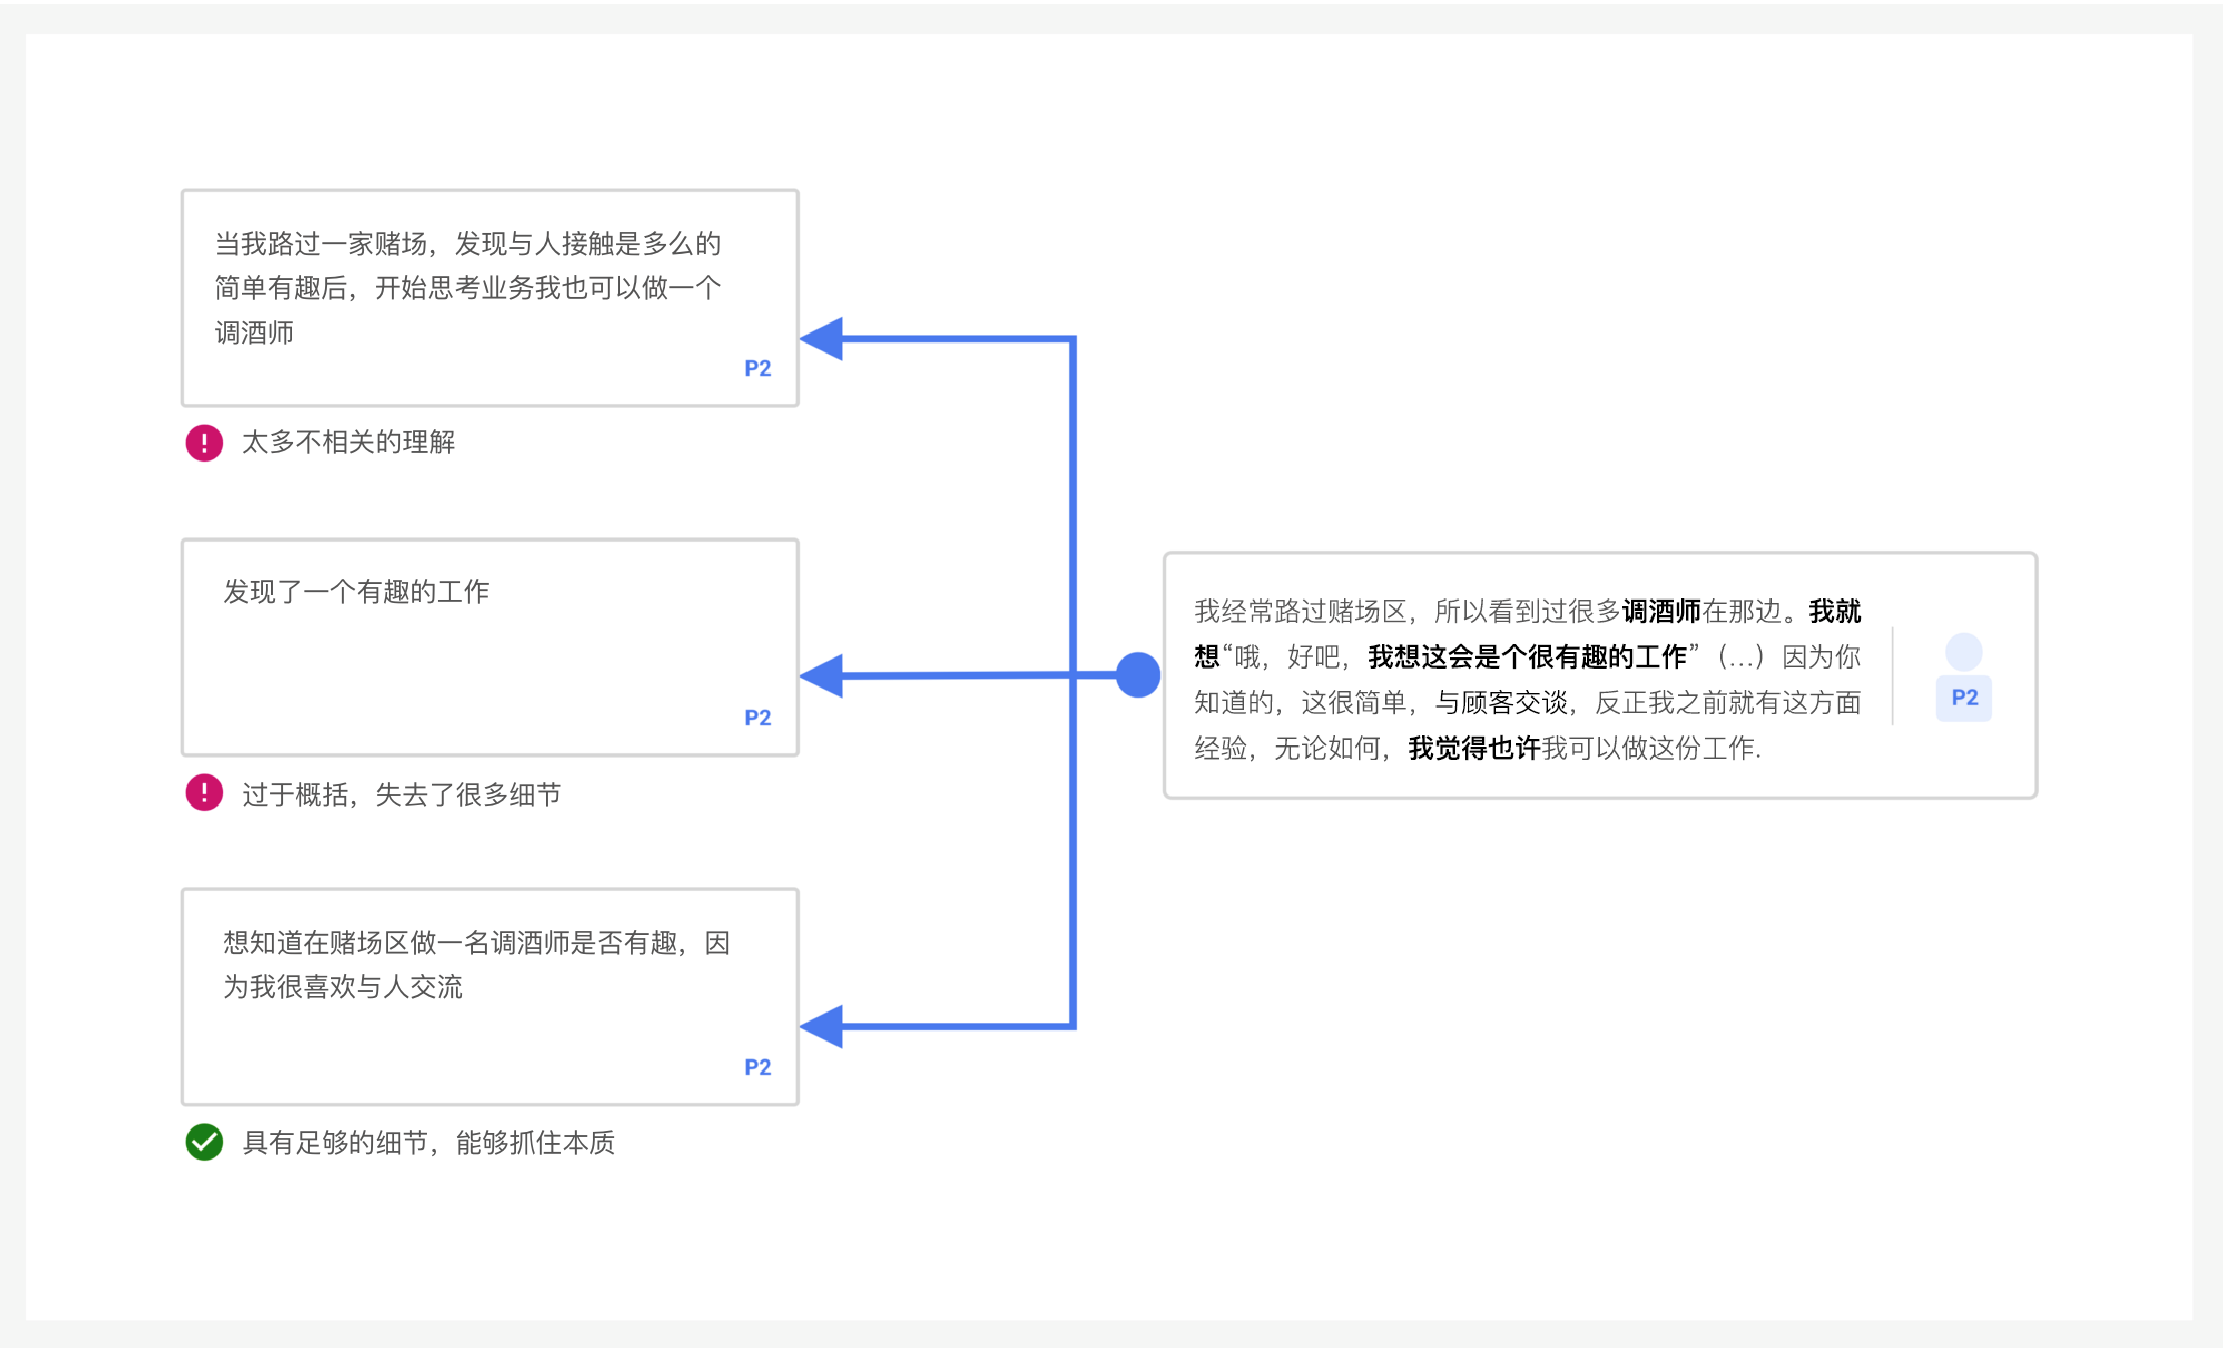 当我路过一家赌场，发现与人接触是多么的
简单有趣后，开始思考业务我也可以做一个
调酒师
P2
太多不相关的理解
发现了一个有趣的工作
P2
过于概括，失去了很多细节
想知道在赌场区做一名调酒师是否有趣，因
为我很喜欢与人交流
P2
具有足够的细节，能够抓住本质
我经常路过赌场区，所以看到过很多调酒师在那边。我就
想“哦，好吧，我想这会是个很有趣的工作”（...）因为你
知道的，这很简单，与顾客交谈，反正我之前就有这方面
经验，无论如何，我觉得也许我可以做这份工作.
P2